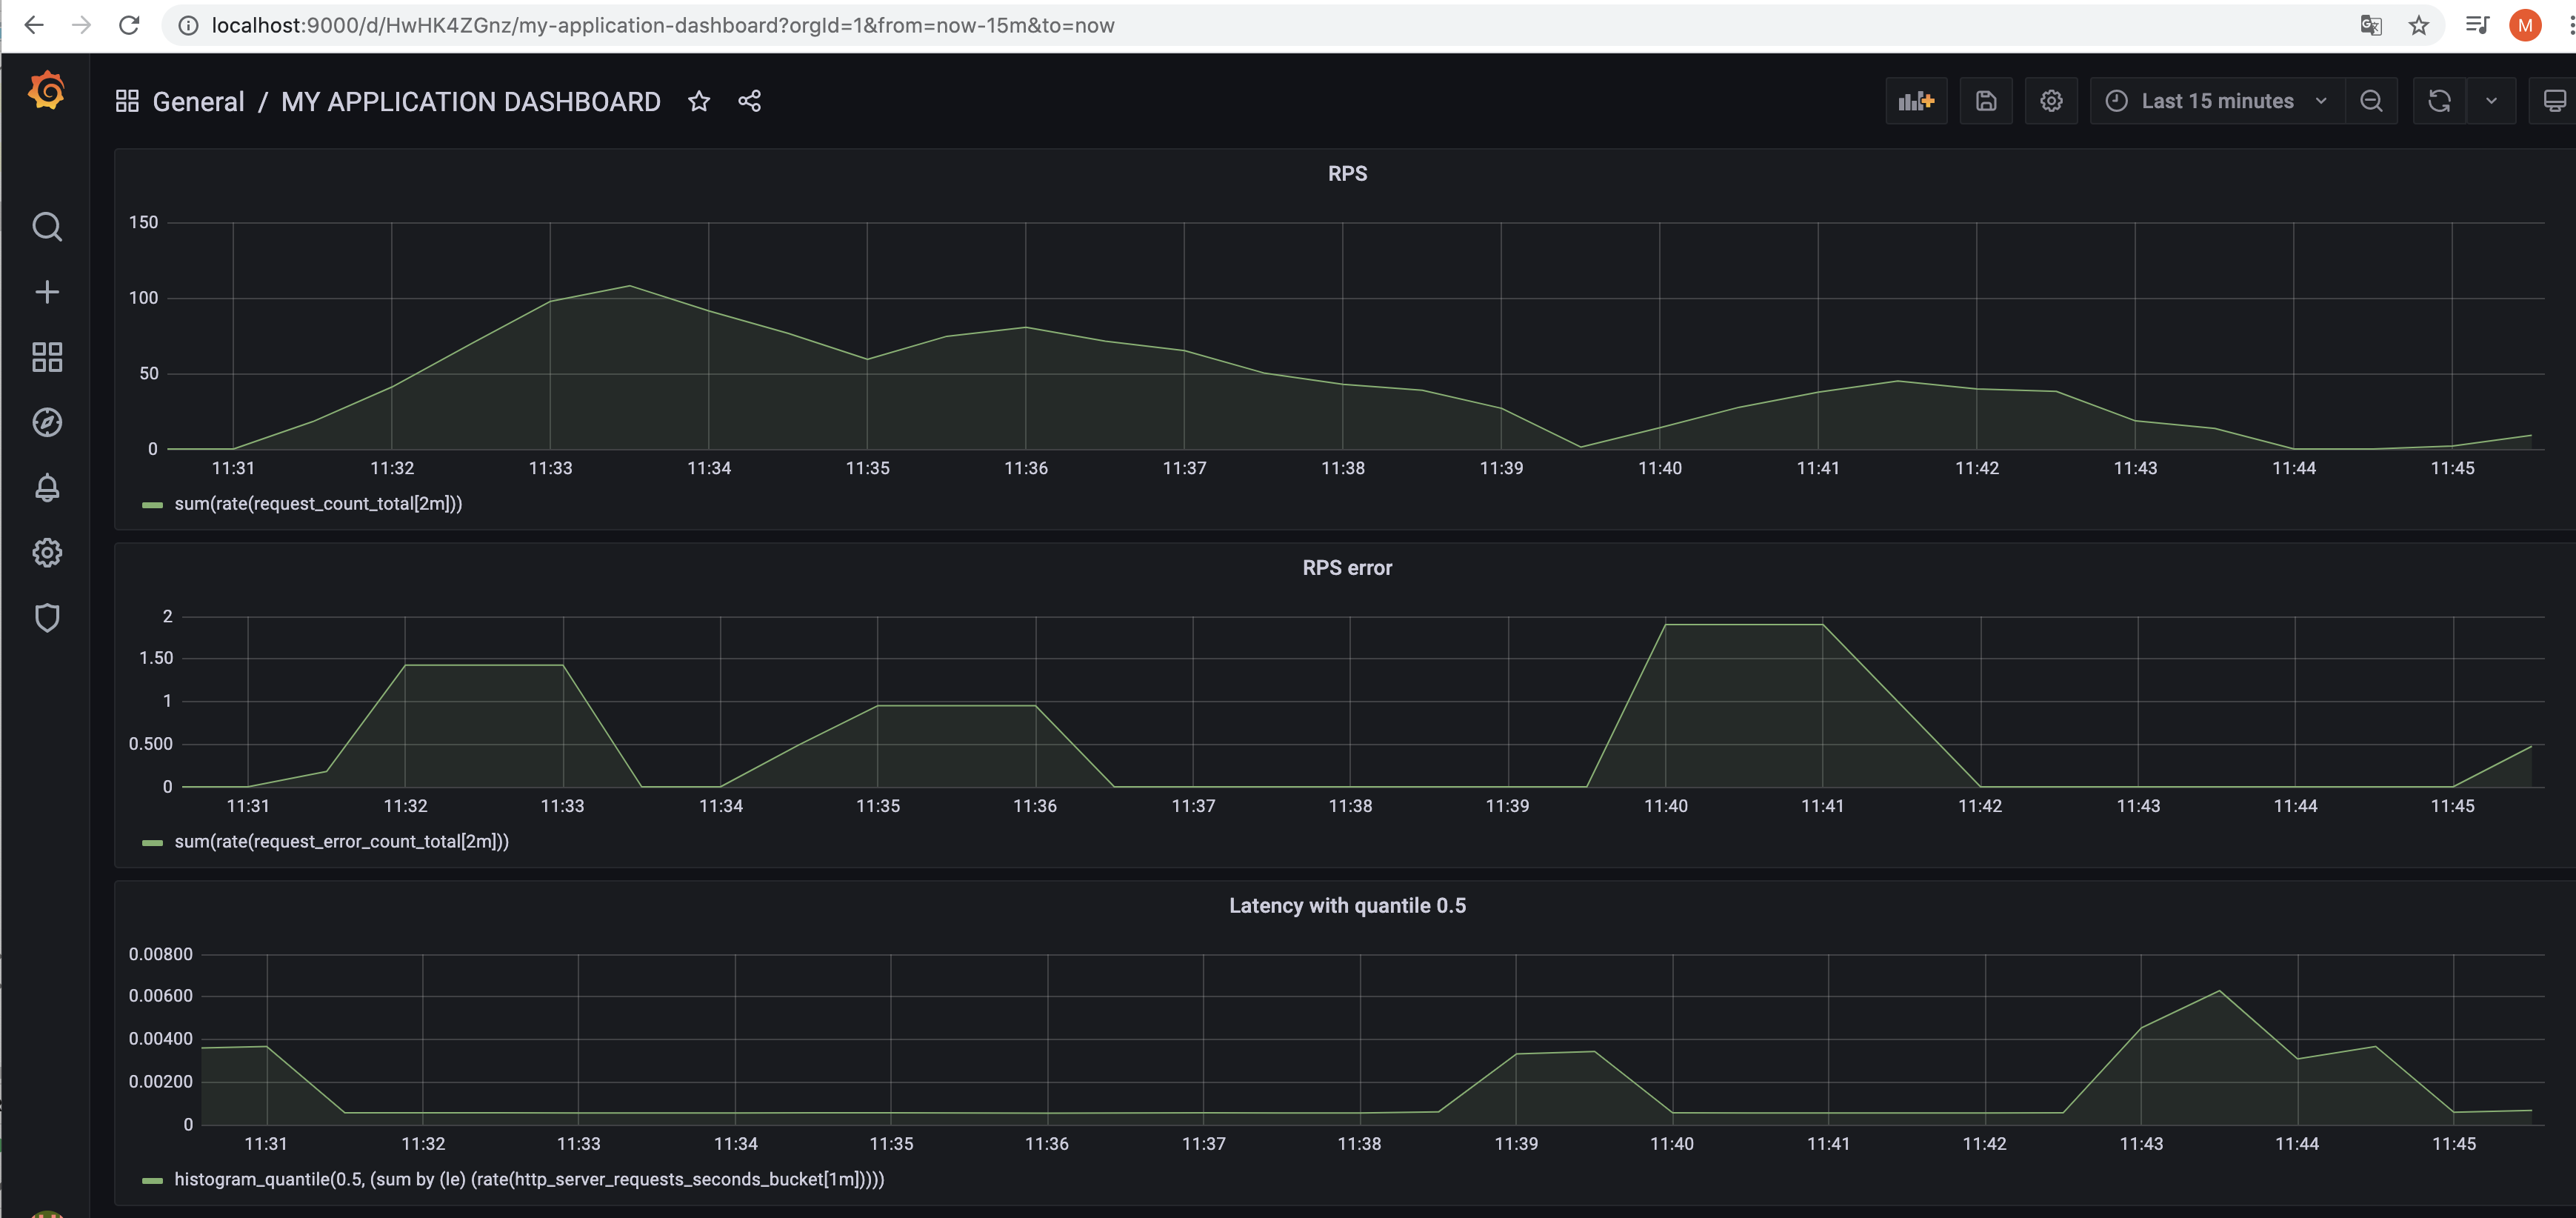 localhost:9000/d/HwHK4ZGnz/my-application-dashboard?orgId=1&from=now-15m&to=now
M
General / MY APPLICATION DASHBOARD
Last 15 minutes
RPS
150
100
50
0
11:31 11:32 11:33 11:34 11:35 11:36 11:37 11:38 11:39 11:40 11:41 11:42 11:43 11:44 11:45
sum(rate(request_count_total[2m]))
RPS error
2
1.50
1
0.500
0
11:31 11:32 11:33 11:34 11:35 11:36 11:37 11:38 11:39 11:40 11:41 11:42 11:43 11:44 11:45
sum(rate(request_error_count_total[2m]))
Latency with quantile 0.5
0.00800
0.00600
0.00400
0.00200
0
11:31 11:32 11:33 11:34 11:35 11:36 11:37 11:38 11:39 11:40 11:41 11:42 11:43 11:44 11:45
histogram_quantile(0.5, (sum by (le) (rate(http_server_requests_seconds_bucket[1m]))))